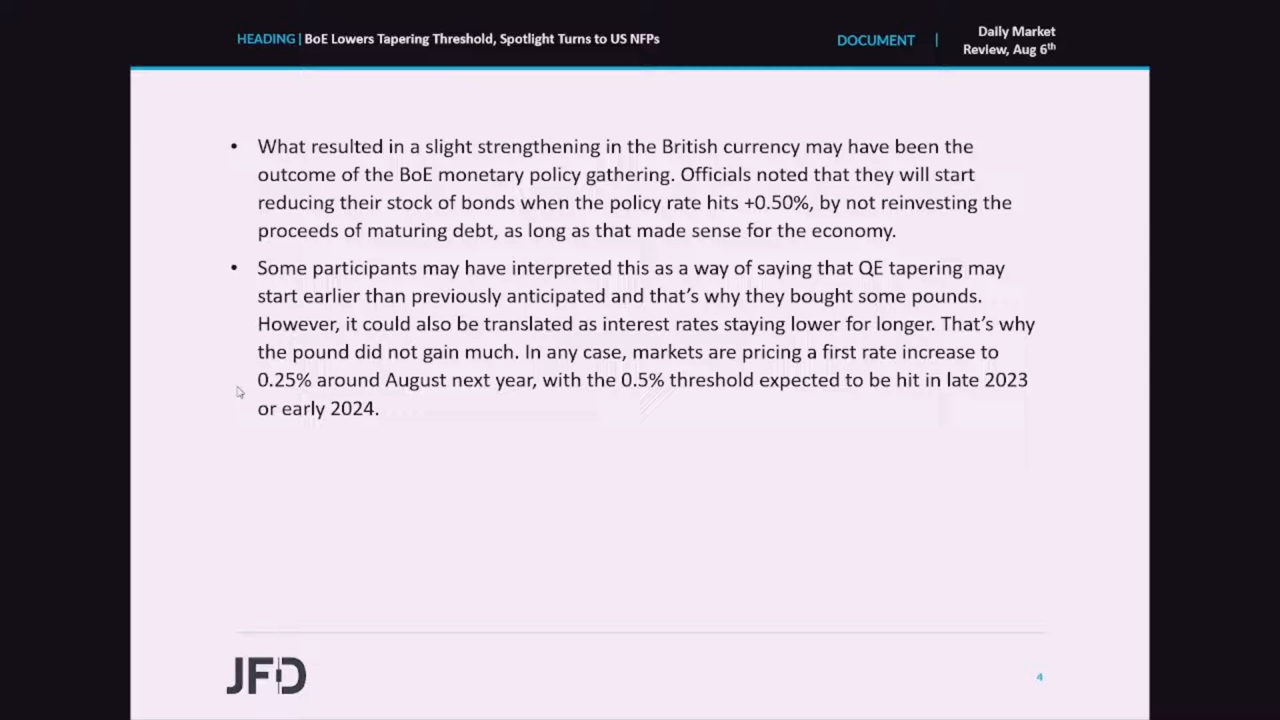 HEADING | BoE Lowers Tapering Threshold, Spotlight Turns to US NFPs
DOCUMENT |
Daily Market
Review, Aug 6th
• What resulted in a slight strengthening in the British currency may have been the
outcome of the BoE monetary policy gathering. Officials noted that they will start
reducing their stock of bonds when the policy rate hits +0.50%, by not reinvesting the
proceeds of maturing debt, as long as that made sense for the economy.
• Some participants may have interpreted this as a way of saying that QE tapering may
start earlier than previously anticipated and that’s why they bought some pounds.
However, it could also be translated as interest rates staying lower for longer. That’s why
the pound did not gain much. In any case, markets are pricing a first rate increase to
0.25% around August next year, with the 0.5% threshold expected to be hit in late 2023
or early 2024.
JFD
4